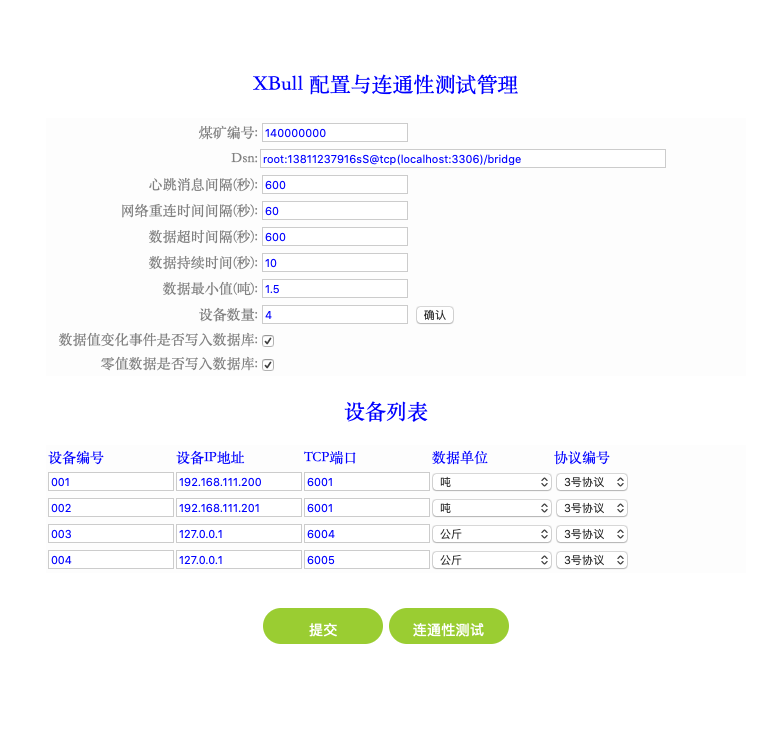 XBull 配置与连通性测试管理
煤矿编号: 140000000
Dsn: root:13811237916sS@tcp(localhost:3306)/bridge
心跳消息间隔(秒): 600
网络重连时间间隔(秒): 60
数据超时间隔(秒): 600
数据持续时间(秒): 10
数据最小值(吨): 1.5
设备数量: 4 确认
数据值变化事件是否写入数据库:
零值数据是否写入数据库:
设备列表
设备编号 设备IP地址 TCP端口 数据单位 协议编号
001 192.168.111.200 6001 吨 3号协议
002 192.168.111.201 6001 吨 3号协议
003 127.0.0.1 6004 公斤 3号协议
004 127.0.0.1 6005 公斤 3号协议
提交 连通性测试